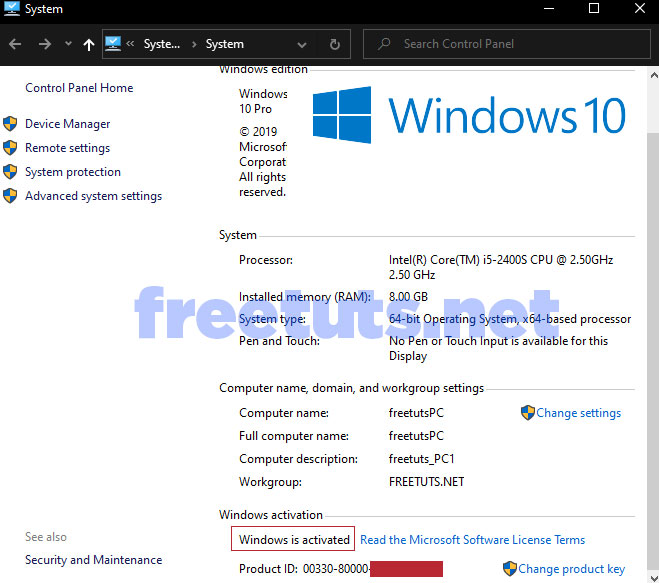 System
Syste... › System
Search Control Panel
Control Panel Home
Device Manager
Remote settings
System protection
Advanced system settings
See also
Security and Maintenance
Windows edition
Windows
10 Pro
© 2019
Microsof
Corporat
All rights
reserved.
Windows 10
System
Processor: Intel(R) Core(TM) i5-2400S CPU @ 2.50GHz
2.50 GHz
Installed memory (RAM): 8.00 GB
System type: 64-bit Operating System, x64-based processor
Pen and Touch: No Pen or Touch Input is available for this
Display
freetuts.net
Computer name, domain, and workgroup settings
Computer name: freetutsPC Change settings
Full computer name: freetutsPC
Computer description: freetuts_PC1
Workgroup: FREETUTS.NET
Windows activation
Windows is activated Read the Microsoft Software License Terms
Product ID: 00330-80000- Change product key